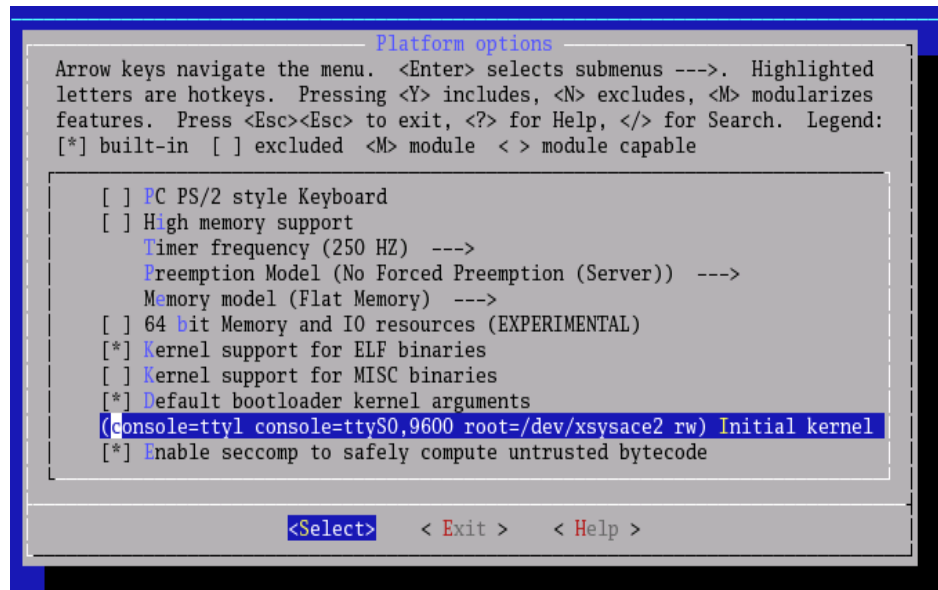 Platform options
Arrow keys navigate the menu.  <Enter> selects submenus --->.  Highlighted
letters are hotkeys.  Pressing <Y> includes, <N> excludes, <M> modularizes
features.  Press <Esc><Esc> to exit, <?> for Help, </> for Search.  Legend:
[*] built-in  [ ] excluded  <M> module  < > module capable
[ ] PC PS/2 style Keyboard
[ ] High memory support
Timer frequency (250 HZ)  --->
Preemption Model (No Forced Preemption (Server))  --->
Memory model (Flat Memory)  --->
[ ] 64 bit Memory and IO resources (EXPERIMENTAL)
[*] Kernel support for ELF binaries
[ ] Kernel support for MISC binaries
[*] Default bootloader kernel arguments
(console=tty1 console=ttyS0,9600 root=/dev/xsysace2 rw) Initial kernel
[*] Enable seccomp to safely compute untrusted bytecode
<Select>    < Exit >    < Help >